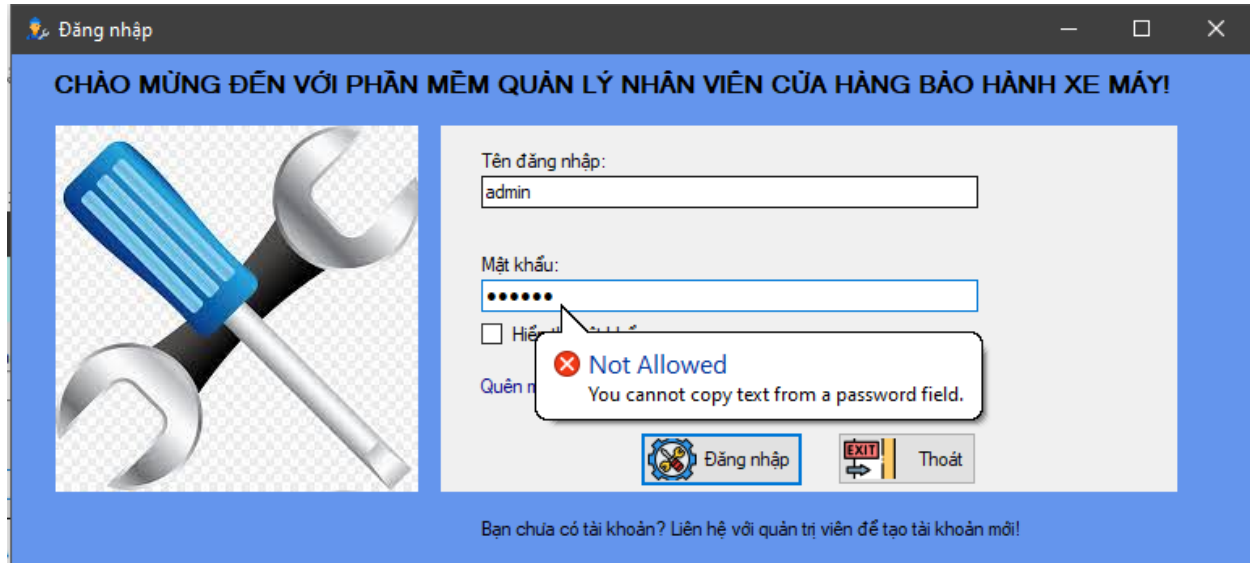 Đăng nhập
CHÀO MỪNG ĐẾN VỚI PHẦN MỀM QUẢN LÝ NHÂN VIÊN CỬA HÀNG BẢO HÀNH XE MÁY!
Tên đăng nhập:
admin
Mật khẩu:
••••••
Not Allowed
You cannot copy text from a password field.
Quên
EXIT
Đăng nhập
Thoát
Bạn chưa có tài khoản? Liên hệ với quản trị viên để tạo tài khoản mới!